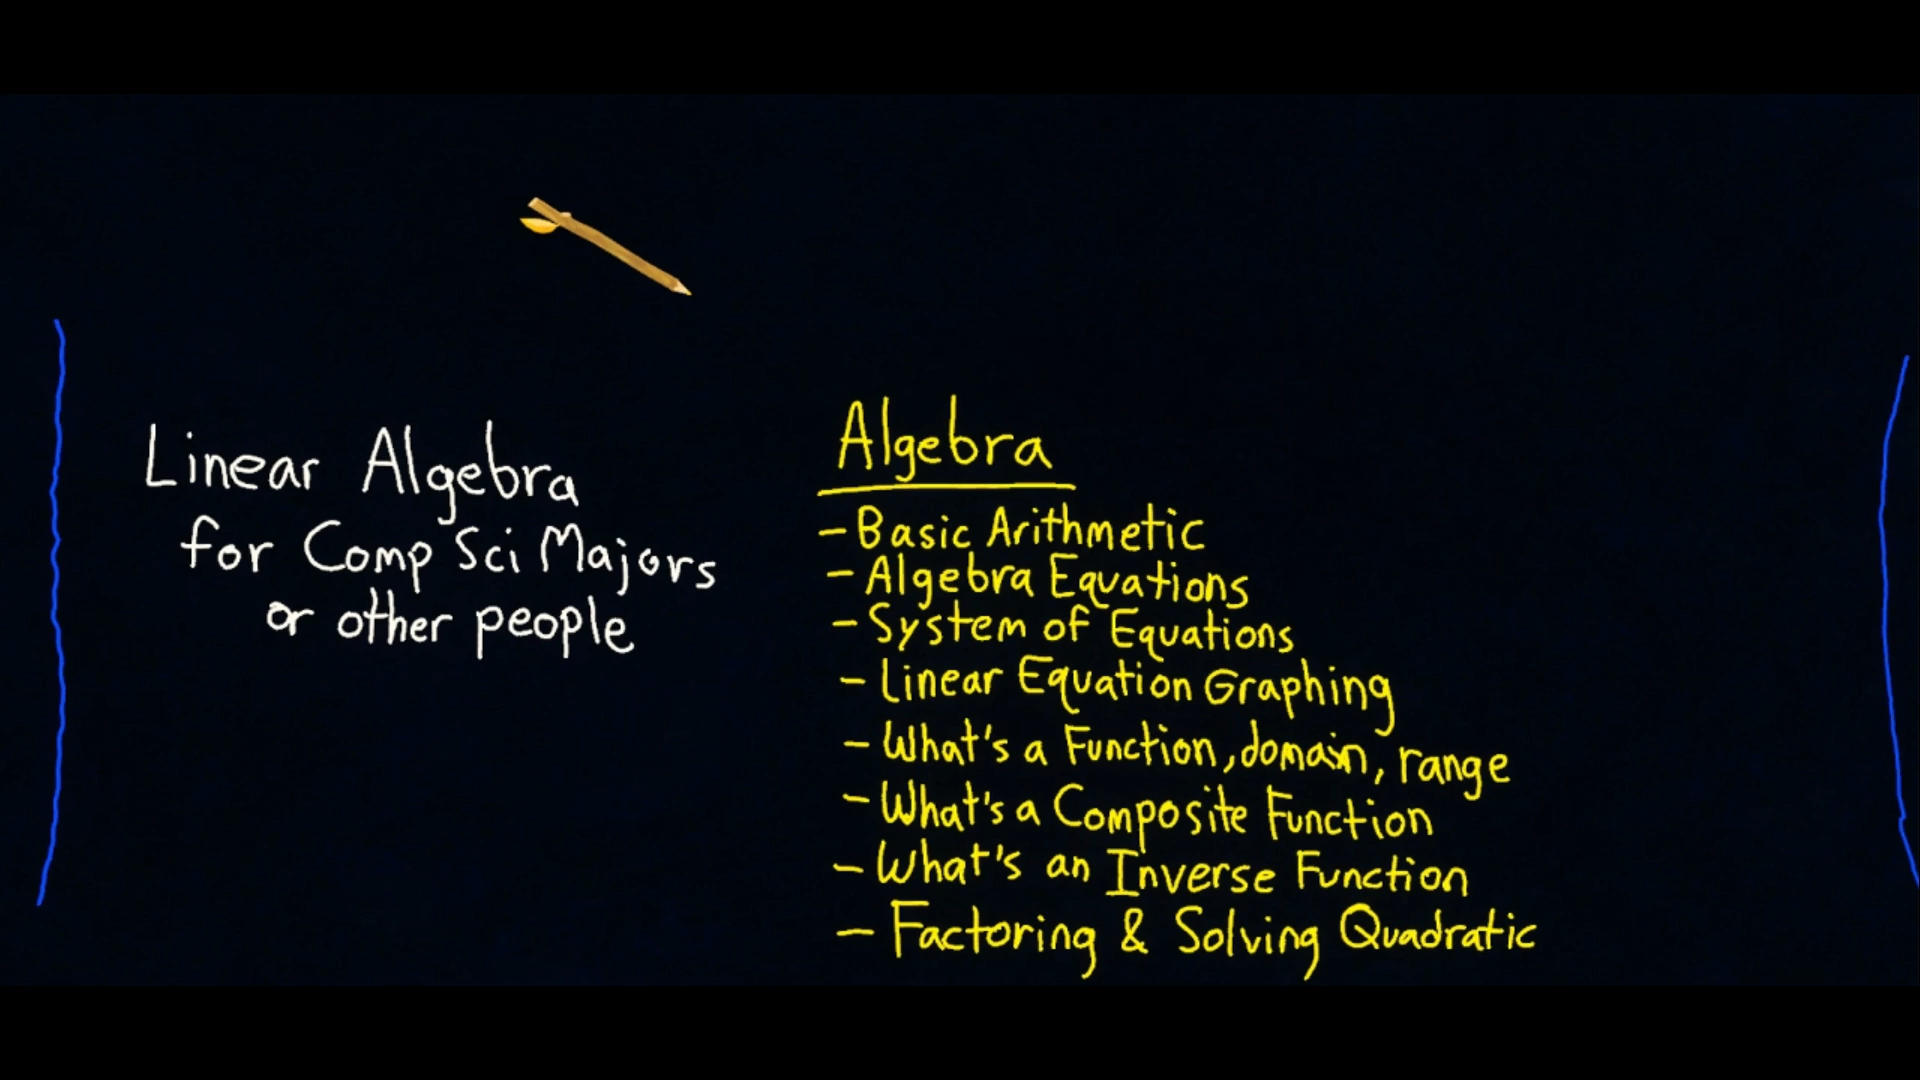 Linear Algebra
for Comp Sci Majors
or other people
Algebra
- Basic Arithmetic
- Algebra Equations
- System of Equations
- Linear Equation Graphing
- What's a Function, domain, range
- What's a Composite Function
- What's an Inverse Function
- Factoring & Solving Quadratic